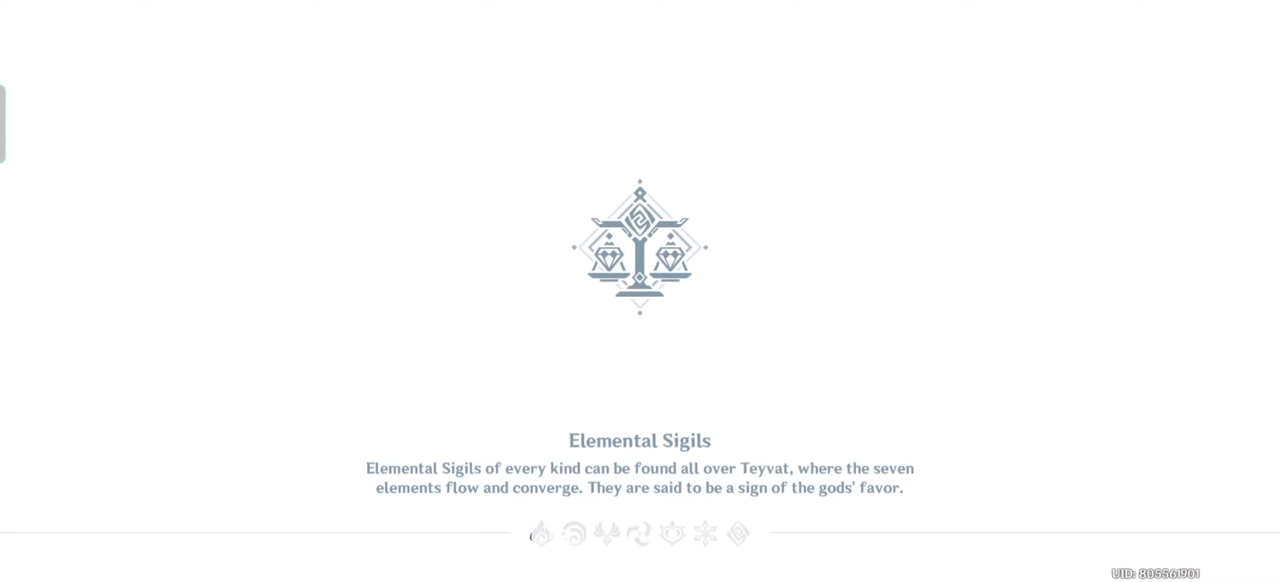 Elemental Sigils
Elemental Sigils of every kind can be found all over Teyvat, where the seven
elements flow and converge. They are said to be a sign of the gods' favor.
UID: 805561901